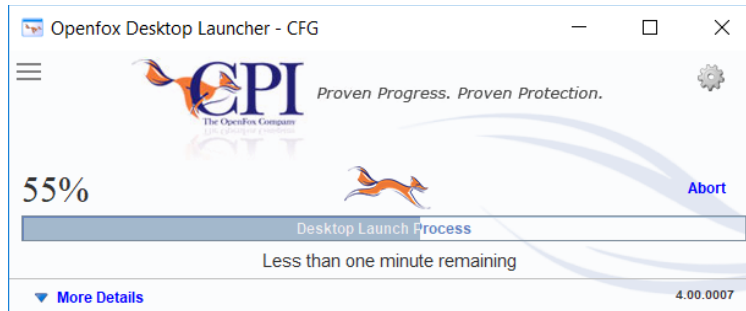 Openfox Desktop Launcher - CFG
CPI
The OpenFox Company
Proven Progress. Proven Protection.
55%
Abort
Desktop Launch Process
Less than one minute remaining
More Details
4.00.0007